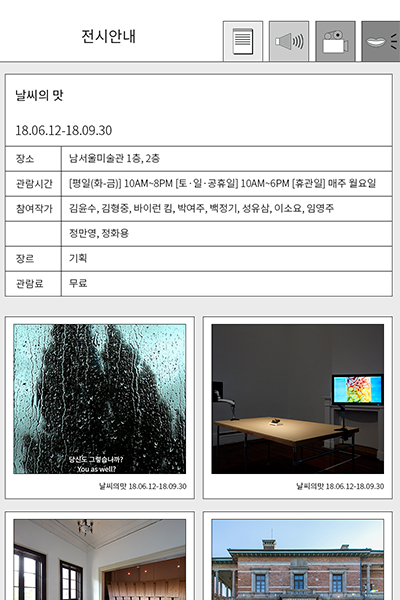 전시안내
날씨의 맛
18.06.12-18.09.30
장소 남서울미술관 1층, 2층
관람시간 [평일(화-금)] 10AM~8PM [토·일·공휴일] 10AM~6PM [휴관일] 매주 월요일
참여작가 김윤수, 김형중, 바이런 킴, 박여주, 백정기, 성유삼, 이소요, 임영주
정만영, 정화용
장르 기획
관람료 무료
당신도 그렇습니까?
You as well?
날씨의맛 18.06.12-18.09.30
날씨의맛 18.06.12-18.09.30